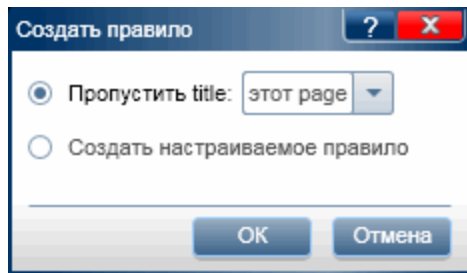 Создать правило
?
X
Пропустить title: этот page
Создать настраиваемое правило
ОК
Отмена